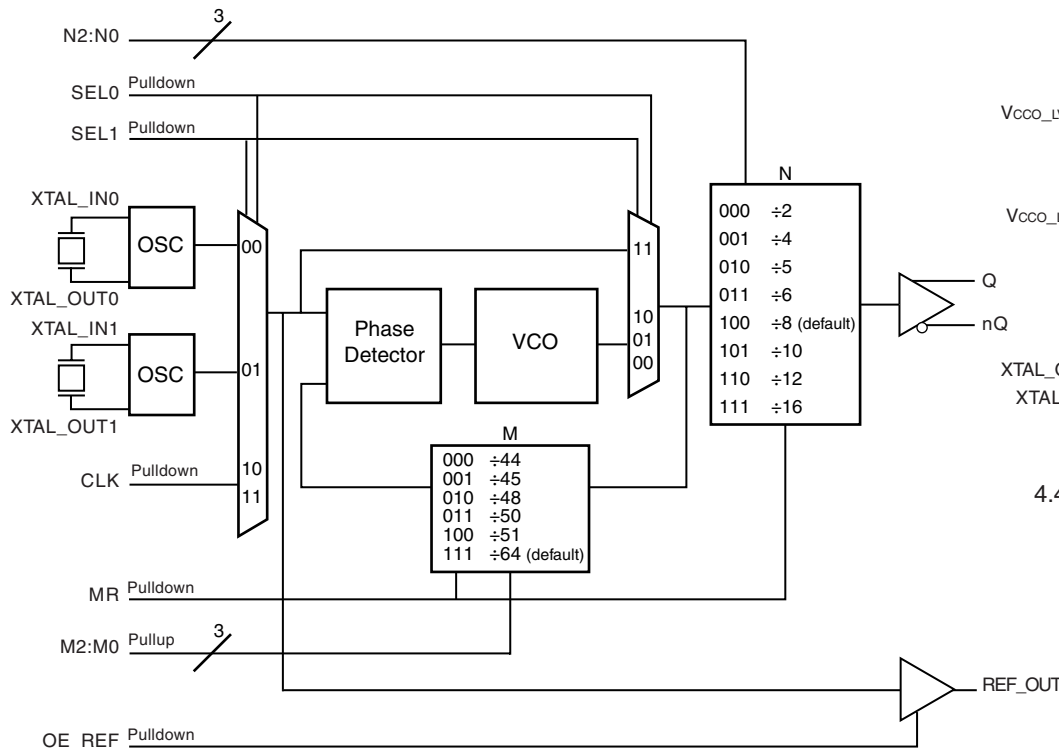 3
N2:N0
SEL0 Pulldown
SEL1 Pulldown
XTAL_IN0
OSC
XTAL_OUT0
XTAL_IN1
OSC
XTAL_OUT1
CLK Pulldown
00
01
10
11
Phase
Detector
VCO
11
10
01
00
N
000 ÷2
001 ÷4
010 ÷5
011 ÷6
100 ÷8 (default)
101 ÷10
110 ÷12
111 ÷16
Q
nQ
M
000 ÷44
001 ÷45
010 ÷48
011 ÷50
100 ÷51
111 ÷64 (default)
MR Pulldown
3
M2:M0 Pullup
REF_OUT
OE_REF Pulldown
XTAL
4.4